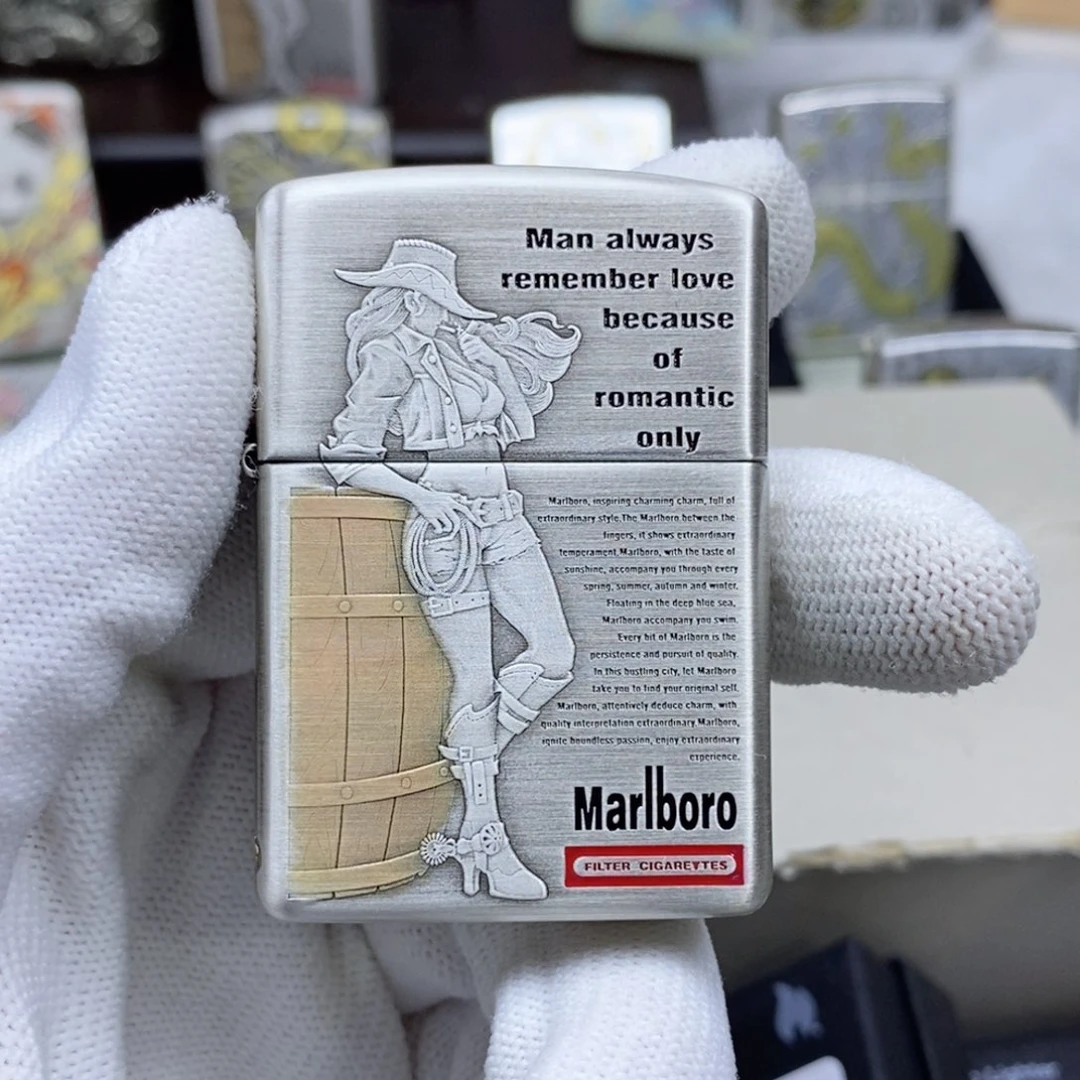 Man always
remember love
because
of
romantic
only
Marlboro, inspiring charming charm, full of
extraordinary style.The Marlboro between the
fingers, it shows extraordinary
temperament.Marlboro, with the taste of
sunshine, accompany you through every
spring, summer, autumn and winter.
Floating in the deep blue sea,
Marlboro accompany you swim.
Every bit of Marlboro is the
persistence and pursuit of quality.
In this bustling city, let Marlboro
take you to find your original self.
Marlboro, attentively deduce charm, with
quality interpretation extraordinary.Marlboro,
ignite boundless passion, enjoy extraordinary
experience.
Marlboro
FILTER CIGARETTES